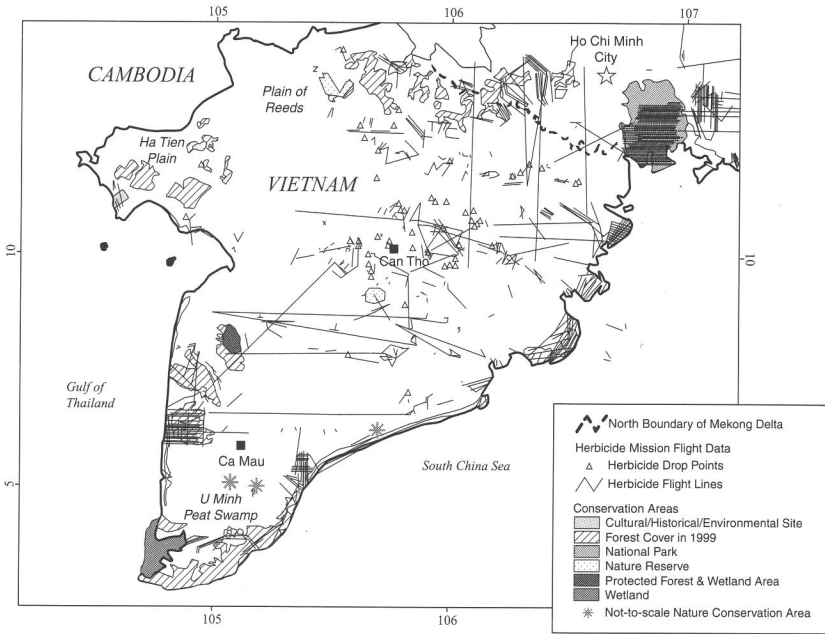 105
106
107
Ho Chi Minh
City
CAMBODIA
z
Plain of
Reeds
Ha Tien
Plain
VIETNAM
10
Can Tho
10
Gulf of
Thailand
Ca Mau
South China Sea
5
U Minh
Peat Swamp
105
106
North Boundary of Mekong Delta
Herbicide Mission Flight Data
Herbicide Drop Points
Herbicide Flight Lines
Conservation Areas
Cultural/Historical/Environmental Site
Forest Cover in 1999
National Park
Nature Reserve
Protected Forest & Wetland Area
Wetland
Not-to-scale Nature Conservation Area